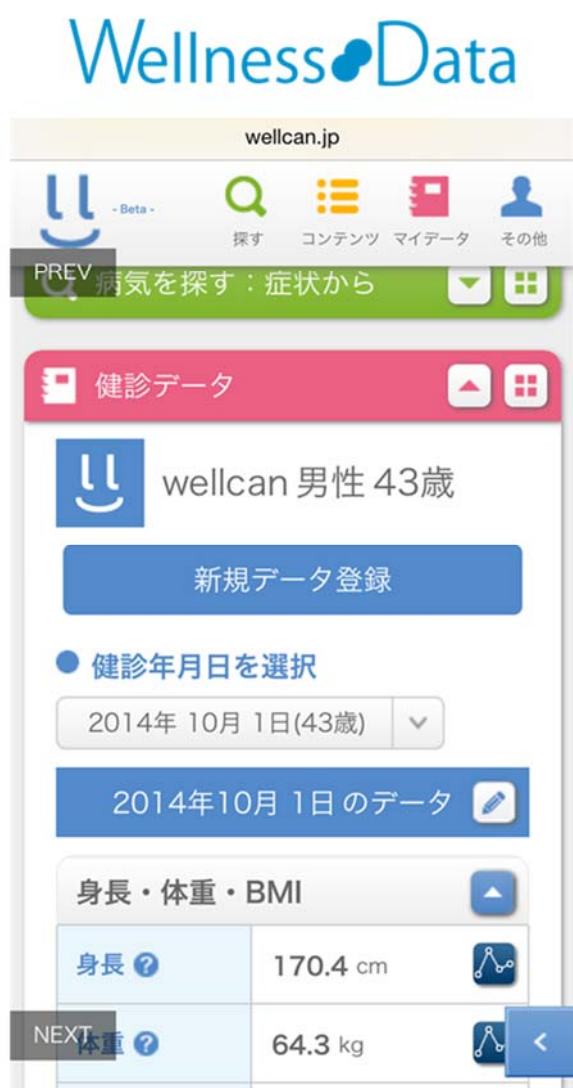 Wellness Data
wellcan.jp
- Beta -
探す
コンテンツ
マイデータ
その他
PREV
病気を探す:症状から
健診データ
wellcan 男性 43歳
新規データ登録
健診年月日を選択
2014年 10月 1日(43歳)
2014年10月 1日 のデータ
身長・体重・BMI
身長 ?
170.4 cm
NEXT
体重 ?
64.3 kg